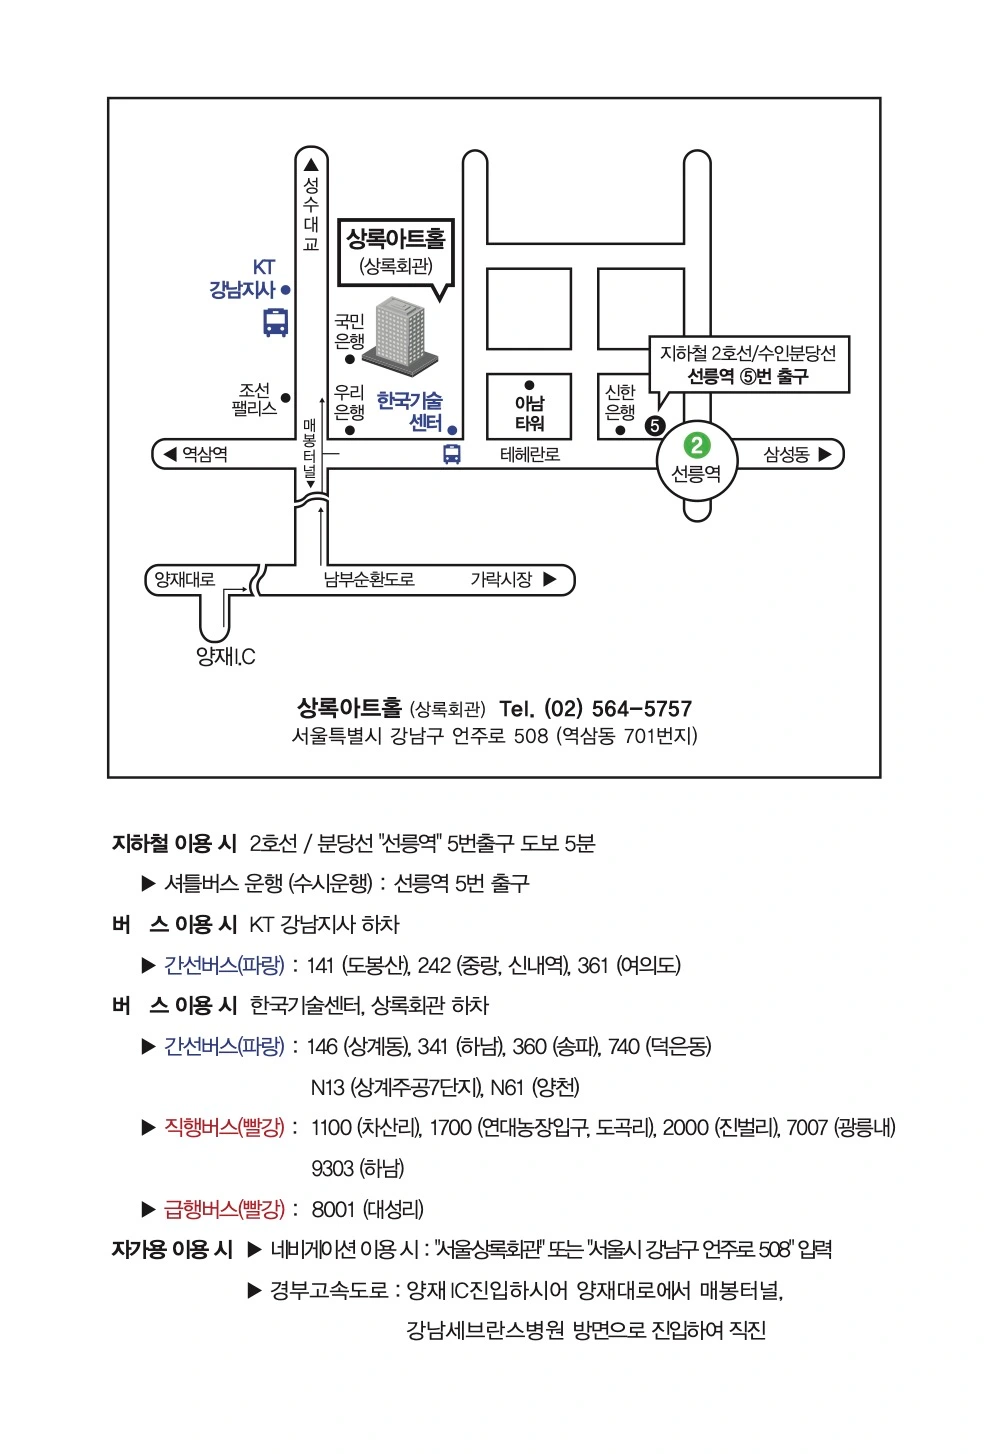 ▲ 성수대교
상록아트홀
(상록회관)
KT
강남지사
국민
은행
지하철 2호선/수인분당선
선릉역 ⑤번 출구
조선
팰리스
우리
은행
한국기술
센터
아남
타워
신한
은행
5
매봉터널 ▼
◀ 역삼역
테헤란로
2
선릉역
삼성동 ▶
양재대로
남부순환도로
가락시장 ▶
양재I.C
상록아트홀 (상록회관) Tel. (02) 564-5757
서울특별시 강남구 언주로 508 (역삼동 701번지)
지하철 이용 시 2호선 / 분당선 "선릉역" 5번출구 도보 5분
▶ 셔틀버스 운행 (수시운행) : 선릉역 5번 출구
버 스 이용 시 KT 강남지사 하차
▶ 간선버스(파랑) : 141 (도봉산), 242 (중랑, 신내역), 361 (여의도)
버 스 이용 시 한국기술센터, 상록회관 하차
▶ 간선버스(파랑) : 146 (상계동), 341 (하남), 360 (송파), 740 (덕은동)
N13 (상계주공7단지), N61 (양천)
▶ 직행버스(빨강) : 1100 (차산리), 1700 (연대농장입구, 도곡리), 2000 (진벌리), 7007 (광릉내)
9303 (하남)
▶ 급행버스(빨강) : 8001 (대성리)
자가용 이용 시 ▶ 네비게이션 이용 시 : "서울상록회관" 또는 "서울시 강남구 언주로 508" 입력
▶ 경부고속도로 : 양재 IC진입하시어 양재대로에서 매봉터널,
강남세브란스병원 방면으로 진입하여 직진